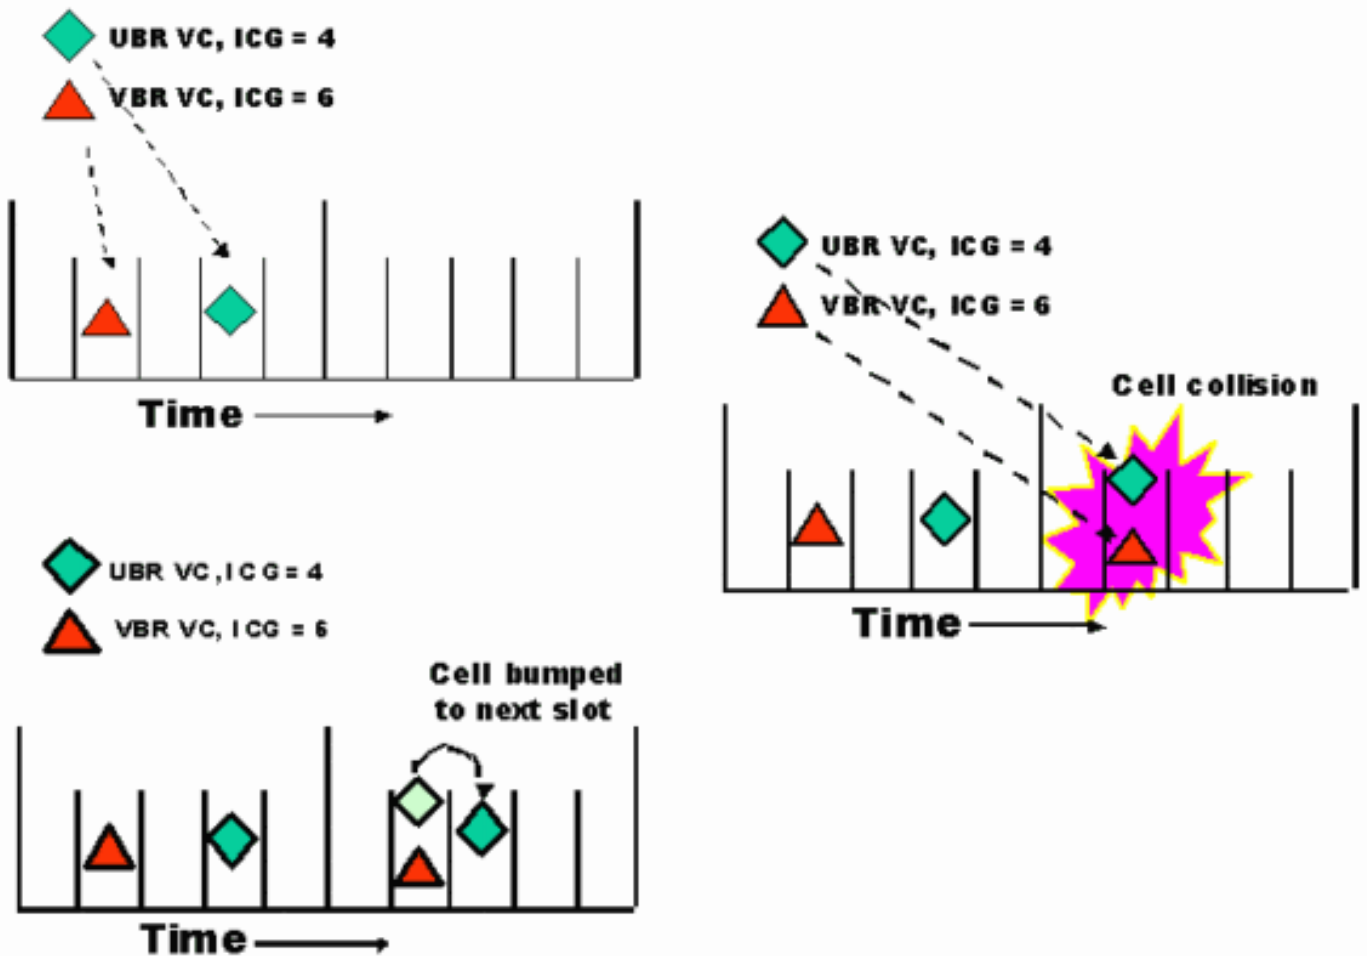 UBR VC, ICG = 4
VBR VC, ICG = 6
Time
UBR VC, ICG = 4
VBR VC, ICG = 6
Cell collision
Time
UBR VC, ICG = 4
VBR VC, ICG = 6
Cell bumped
to next slot
Time